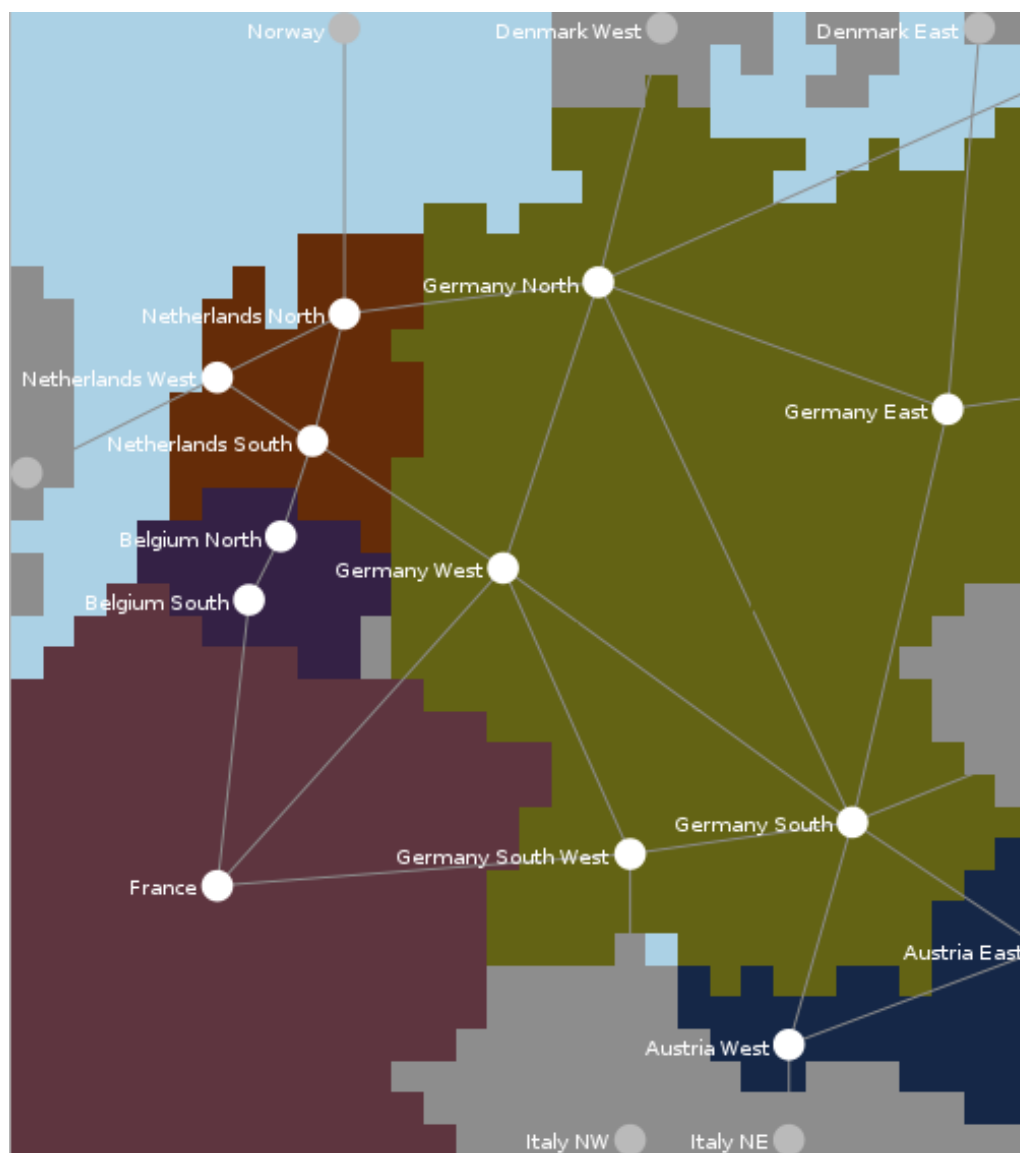 Norway
Denmark West
Denmark East
Germany North
Netherlands North
Netherlands West
Germany East
Netherlands South
Belgium North
Germany West
Belgium South
Germany South
Germany South West
France
Austria East
Austria West
Italy NW
Italy NE